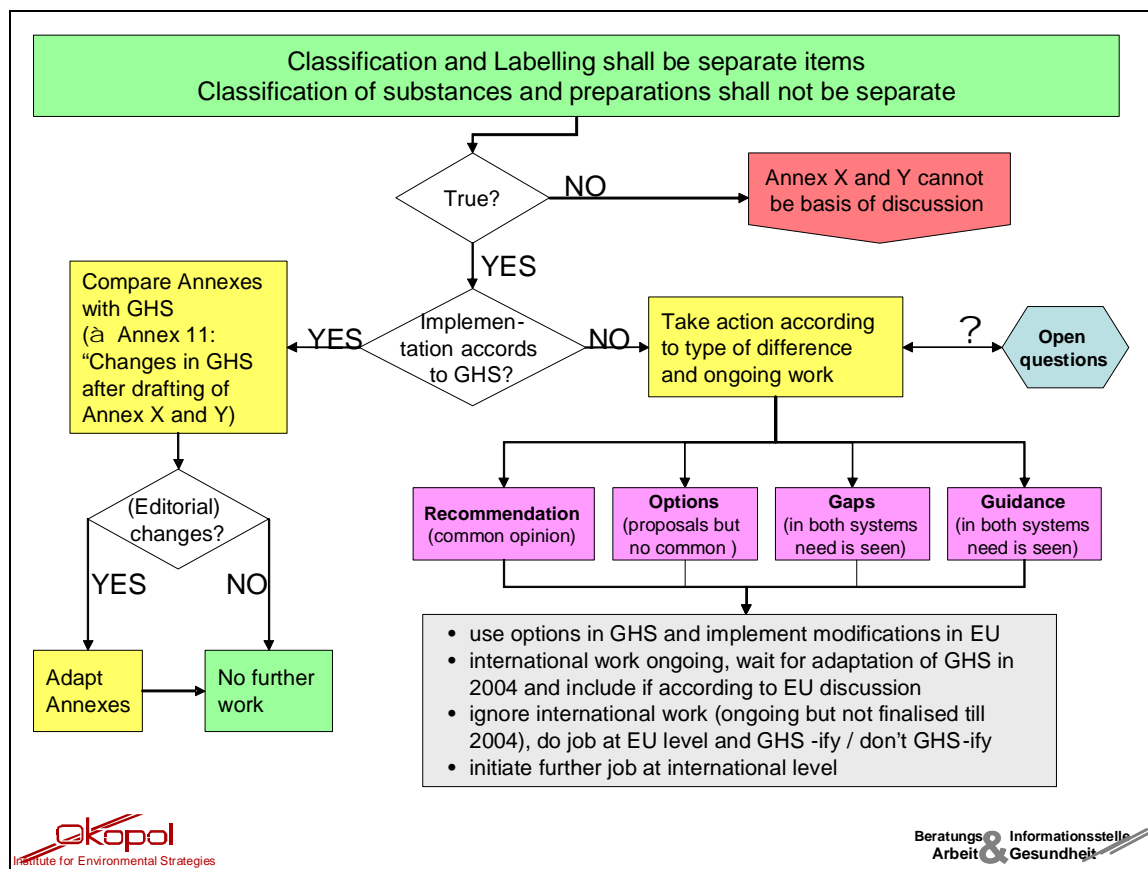 Classification and Labelling shall be separate items
Classification of substances and preparations shall not be separate
True?
NO
Annex X and Y cannot
be basis of discussion
YES
Compare Annexes
with GHS
(à Annex 11:
“Changes in GHS
after drafting of
Annex X and Y)
YES
Implemen-
tation accords
to GHS?
NO
Take action according
to type of difference
and ongoing work
?
Open
questions
(Editorial)
changes?
YES
NO
Adapt
Annexes
No further
work
Recommendation
(common opinion)
Options
(proposals but
no common )
Gaps
(in both systems
need is seen)
Guidance
(in both systems
need is seen)
• use options in GHS and implement modifications in EU
• international work ongoing, wait for adaptation of GHS in
2004 and include if according to EU discussion
• ignore international work (ongoing but not finalised till
2004), do job at EU level and GHS -ify / don’t GHS-ify
• initiate further job at international level
Okopol
Institute for Environmental Strategies
Beratungs & Informationsstelle
Arbeit Gesundheit